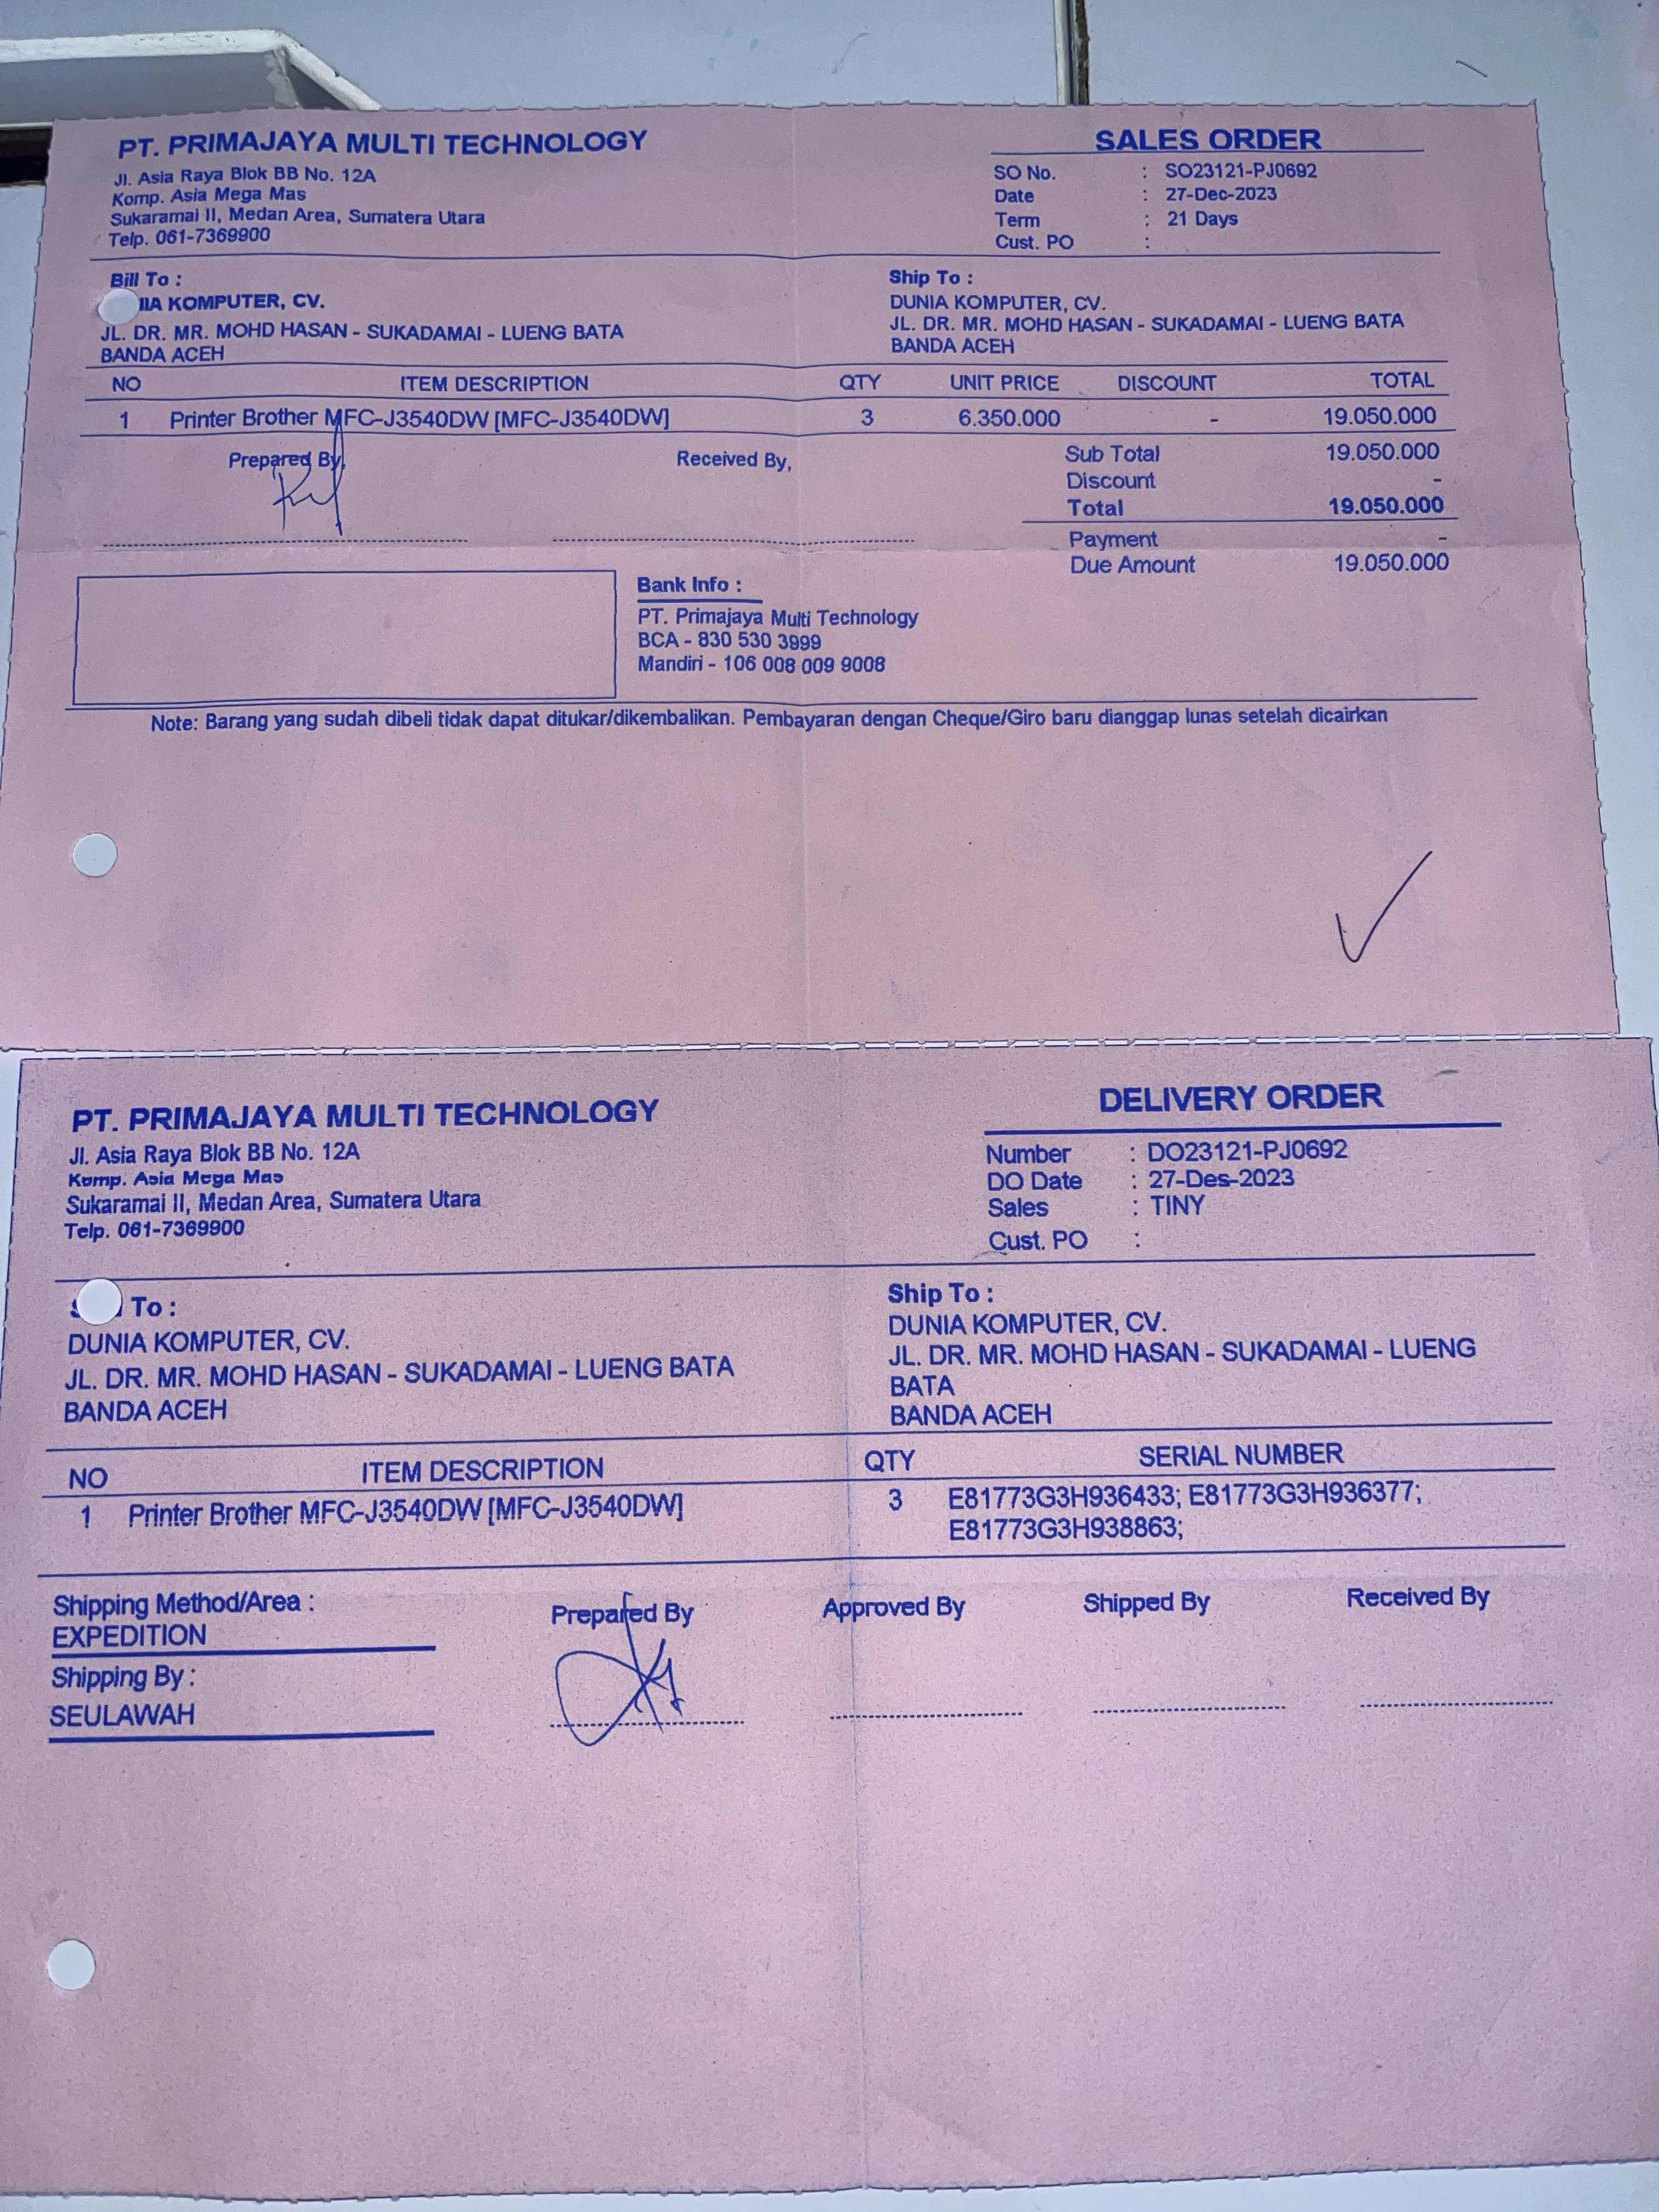 PT. PRIMAJAYA MULTI TECHNOLOGY
Jl. Asia Raya Blok BB No. 12A
Komp. Asia Mega Mas
Sukaramai II, Medan Area, Sumatera Utara
Telp. 061-7369900
SALES ORDER
SO No. : SO23121-PJ0692
Date : 27-Dec-2023
Term : 21 Days
Cust. PO :
Bill To :
KOMPUTER, CV.
JL. DR. MR. MOHD HASAN - SUKADAMAI - LUENG BATA
BANDA ACEH
Ship To :
DUNIA KOMPUTER, CV.
JL. DR. MR. MOHD HASAN - SUKADAMAI - LUENG BATA
BANDA ACEH
NO ITEM DESCRIPTION QTY UNIT PRICE DISCOUNT TOTAL
1 Printer Brother MFC-J3540DW [MFC-J3540DW] 3 6.350.000 - 19.050.000
Prepared By, Received By,
Sub Total 19.050.000
Discount -
Total 19.050.000
Payment -
Due Amount 19.050.000
Bank Info :
PT. Primajaya Multi Technology
BCA - 830 530 3999
Mandiri - 106 008 009 9008
Note: Barang yang sudah dibeli tidak dapat ditukar/dikembalikan. Pembayaran dengan Cheque/Giro baru dianggap lunas setelah dicairkan
PT. PRIMAJAYA MULTI TECHNOLOGY
Jl. Asia Raya Blok BB No. 12A
Komp. Asia Mega Mas
Sukaramai II, Medan Area, Sumatera Utara
Telp. 061-7369900
DELIVERY ORDER
Number : DO23121-PJ0692
DO Date : 27-Des-2023
Sales : TINY
Cust. PO :
To :
DUNIA KOMPUTER, CV.
JL. DR. MR. MOHD HASAN - SUKADAMAI - LUENG BATA
BANDA ACEH
Ship To :
DUNIA KOMPUTER, CV.
JL. DR. MR. MOHD HASAN - SUKADAMAI - LUENG
BATA
BANDA ACEH
NO ITEM DESCRIPTION QTY SERIAL NUMBER
1 Printer Brother MFC-J3540DW [MFC-J3540DW] 3 E81773G3H936433; E81773G3H936377;
E81773G3H938863;
Shipping Method/Area :
EXPEDITION
Shipping By :
SEULAWAH
Prepared By Approved By Shipped By Received By